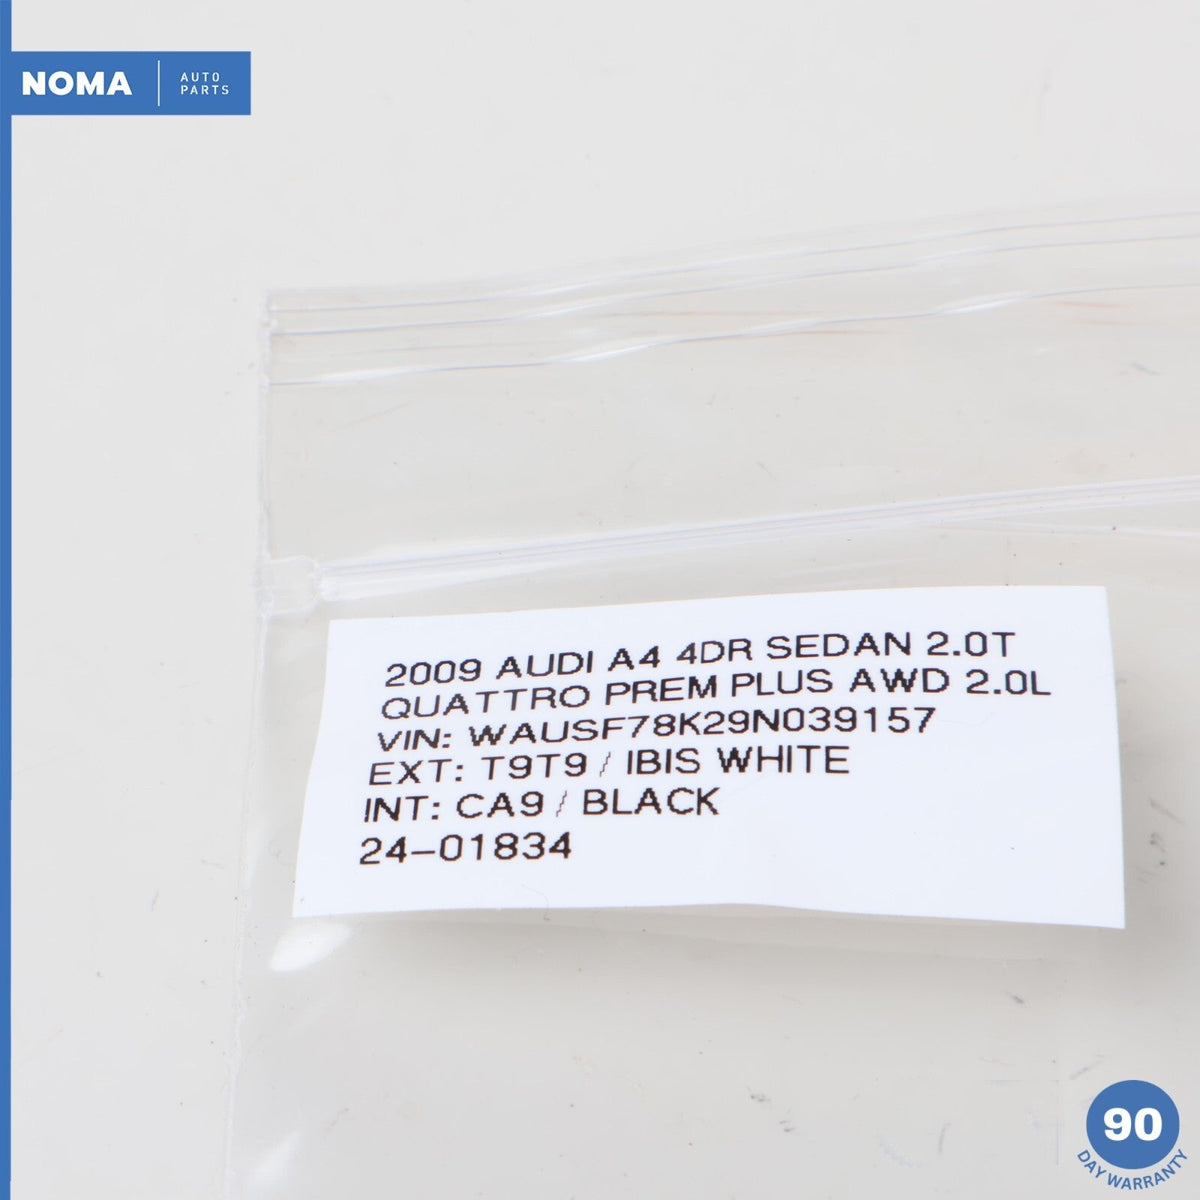 NOMA
AUTO
PARTS
2009 AUDI A4 4DR SEDAN 2.0T
QUATTRO PREM PLUS AWD 2.0L
VIN: WAUSF78K29N039157
EXT: T9T9 / IBIS WHITE
INT: CA9 / BLACK
24-01834
90
DAY WARRANTY